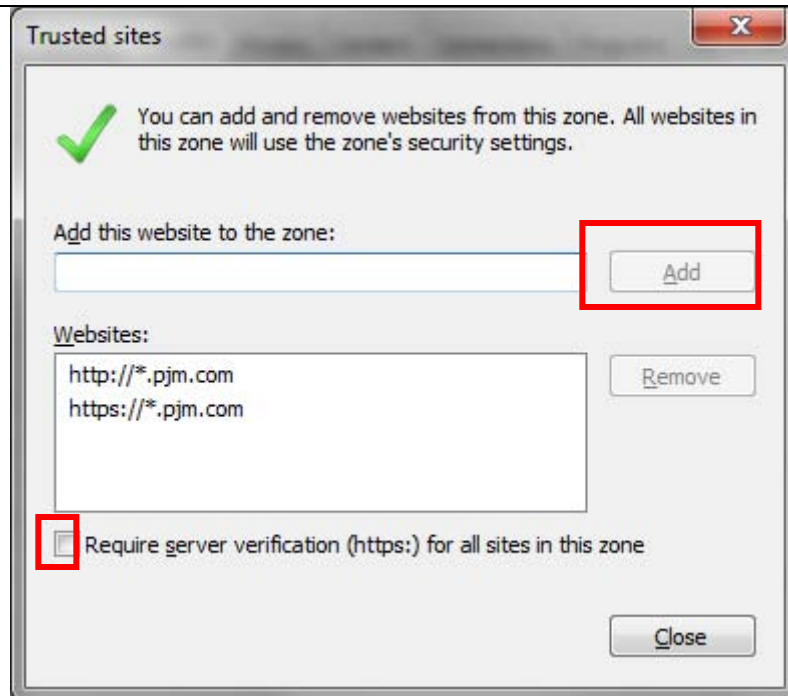 Trusted sites
You can add and remove websites from this zone. All websites in
this zone will use the zone's security settings.
Add this website to the zone:
Add
Websites:
http://*.pjm.com
https://*.pjm.com
Remove
Require server verification (https:) for all sites in this zone
Close